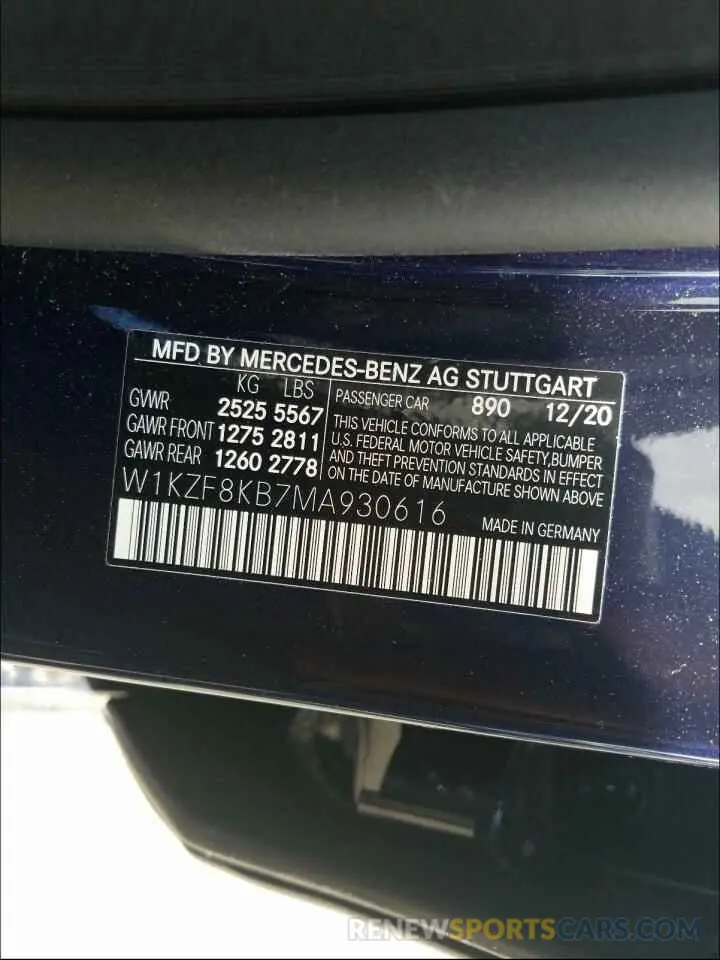 MFD BY MERCEDES-BENZ AG STUTTGART
KG LBS
GVWR 2525 5567
GAWR FRONT 1275 2811
GAWR REAR 1260 2778
PASSENGER CAR 890 12/20
THIS VEHICLE CONFORMS TO ALL APPLICABLE
U.S. FEDERAL MOTOR VEHICLE SAFETY,BUMPER
AND THEFT PREVENTION STANDARDS IN EFFECT
ON THE DATE OF MANUFACTURE SHOWN ABOVE
W1KZF8KB7MA930616
MADE IN GERMANY
RENEWSPORTSCARS.COM